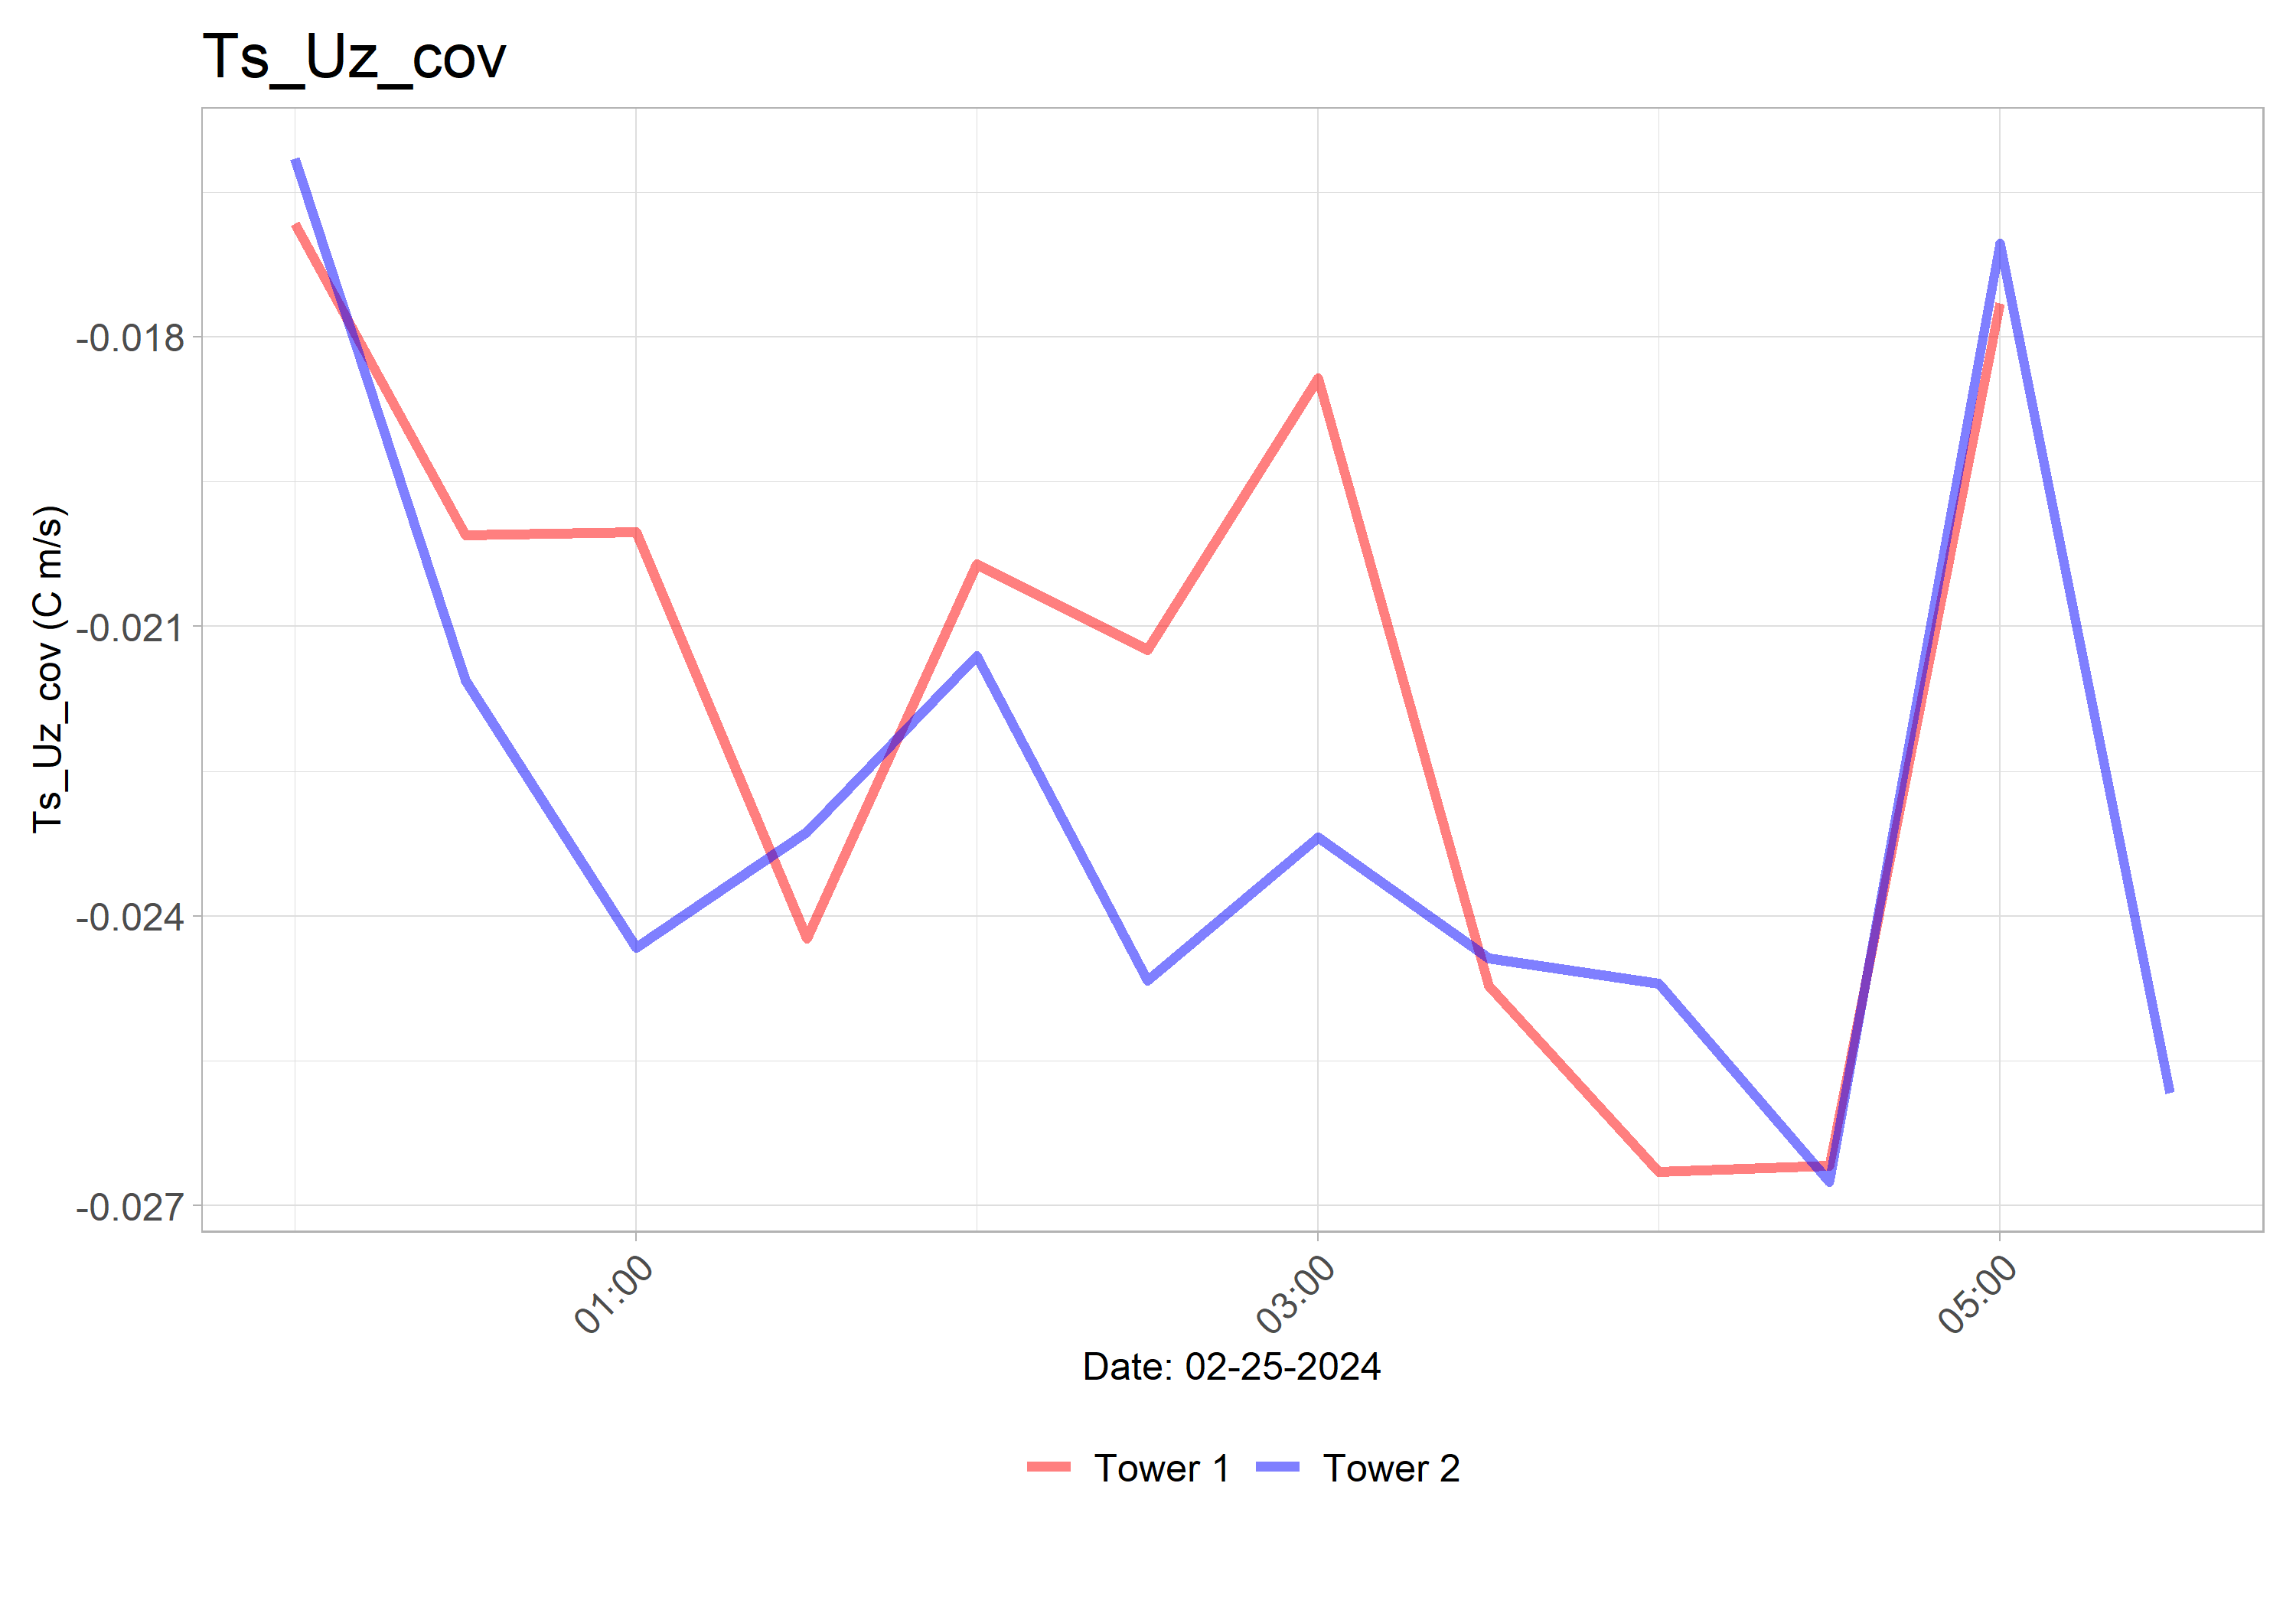 Ts_Uz_cov
Ts_Uz_cov (C m/s)
-0.018
-0.021
-0.024
-0.027
01:00
03:00
05:00
Date: 02-25-2024
Tower 1
Tower 2